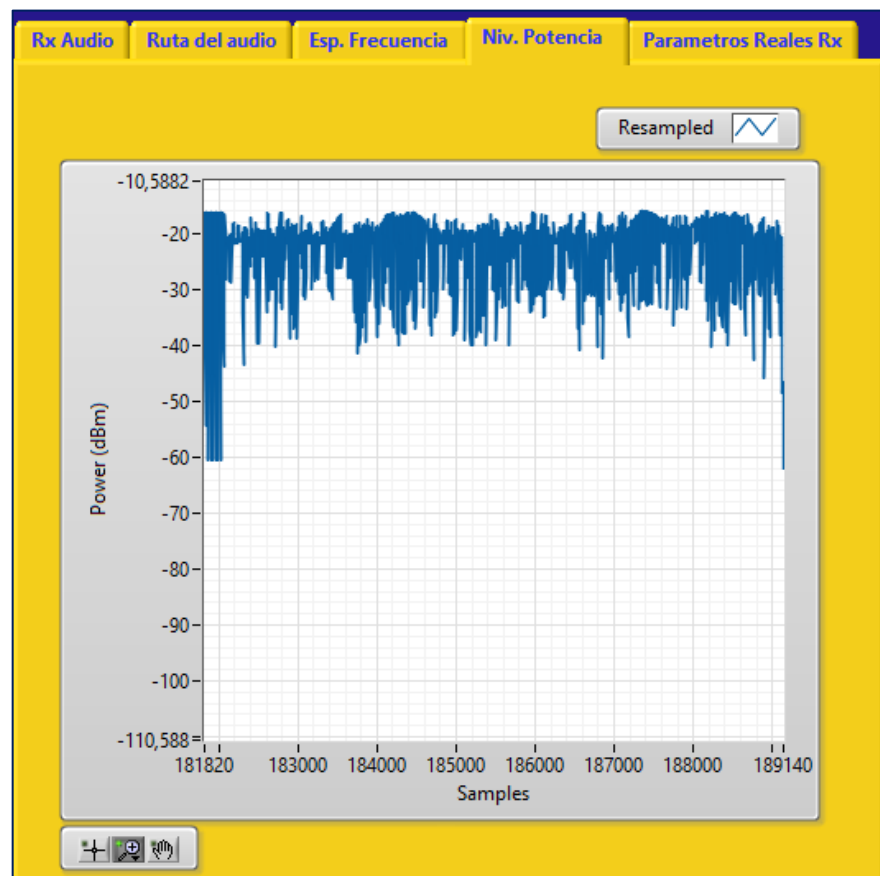 Rx Audio Ruta del audio Esp. Frecuencia Niv. Potencia Parametros Reales Rx
Resampled
-10,5882
-20
-30
-40
-50
-60
-70
-80
-90
-100
-110,588
Power (dBm)
181820 183000 184000 185000 186000 187000 188000 189140
Samples